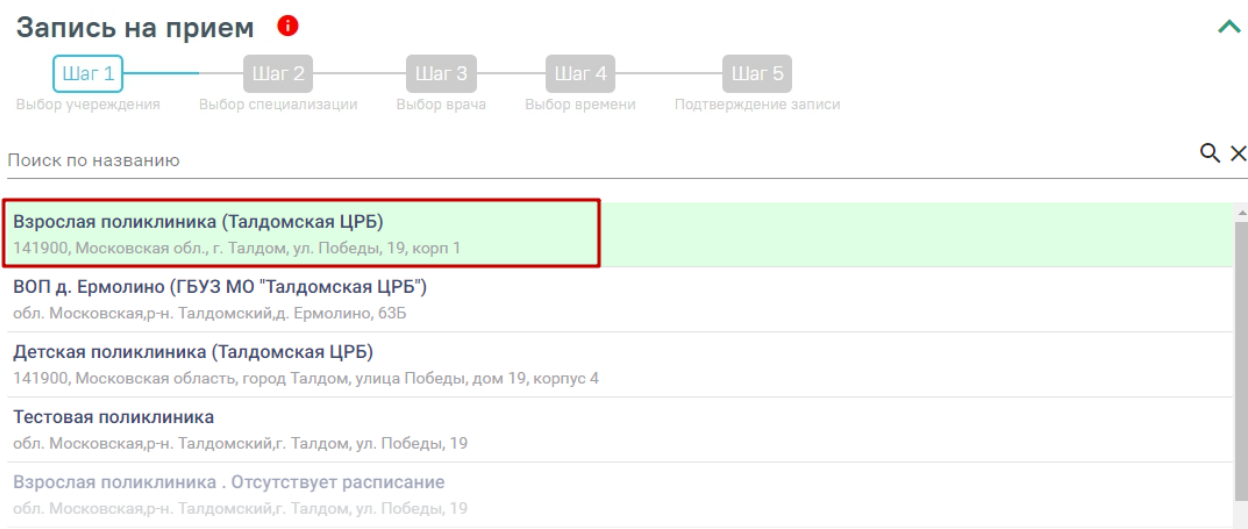 Запись на прием
Шаг 1 Шаг 2 Шаг 3 Шаг 4 Шаг 5
Выбор учереждения Выбор специализации Выбор врача Выбор времени Подтверждение записи
Поиск по названию
Взрослая поликлиника (Талдомская ЦРБ)
141900, Московская обл., г. Талдом, ул. Победы, 19, корп 1
ВОП д. Ермолино (ГБУЗ МО "Талдомская ЦРБ")
обл. Московская,р-н. Талдомский,д. Ермолино, 63Б
Детская поликлиника (Талдомская ЦРБ)
141900, Московская область, город Талдом, улица Победы, дом 19, корпус 4
Тестовая поликлиника
обл. Московская,р-н. Талдомский,г. Талдом, ул. Победы, 19
Взрослая поликлиника . Отсутствует расписание
обл. Московская,р-н. Талдомский,г. Талдом, ул. Победы, 19